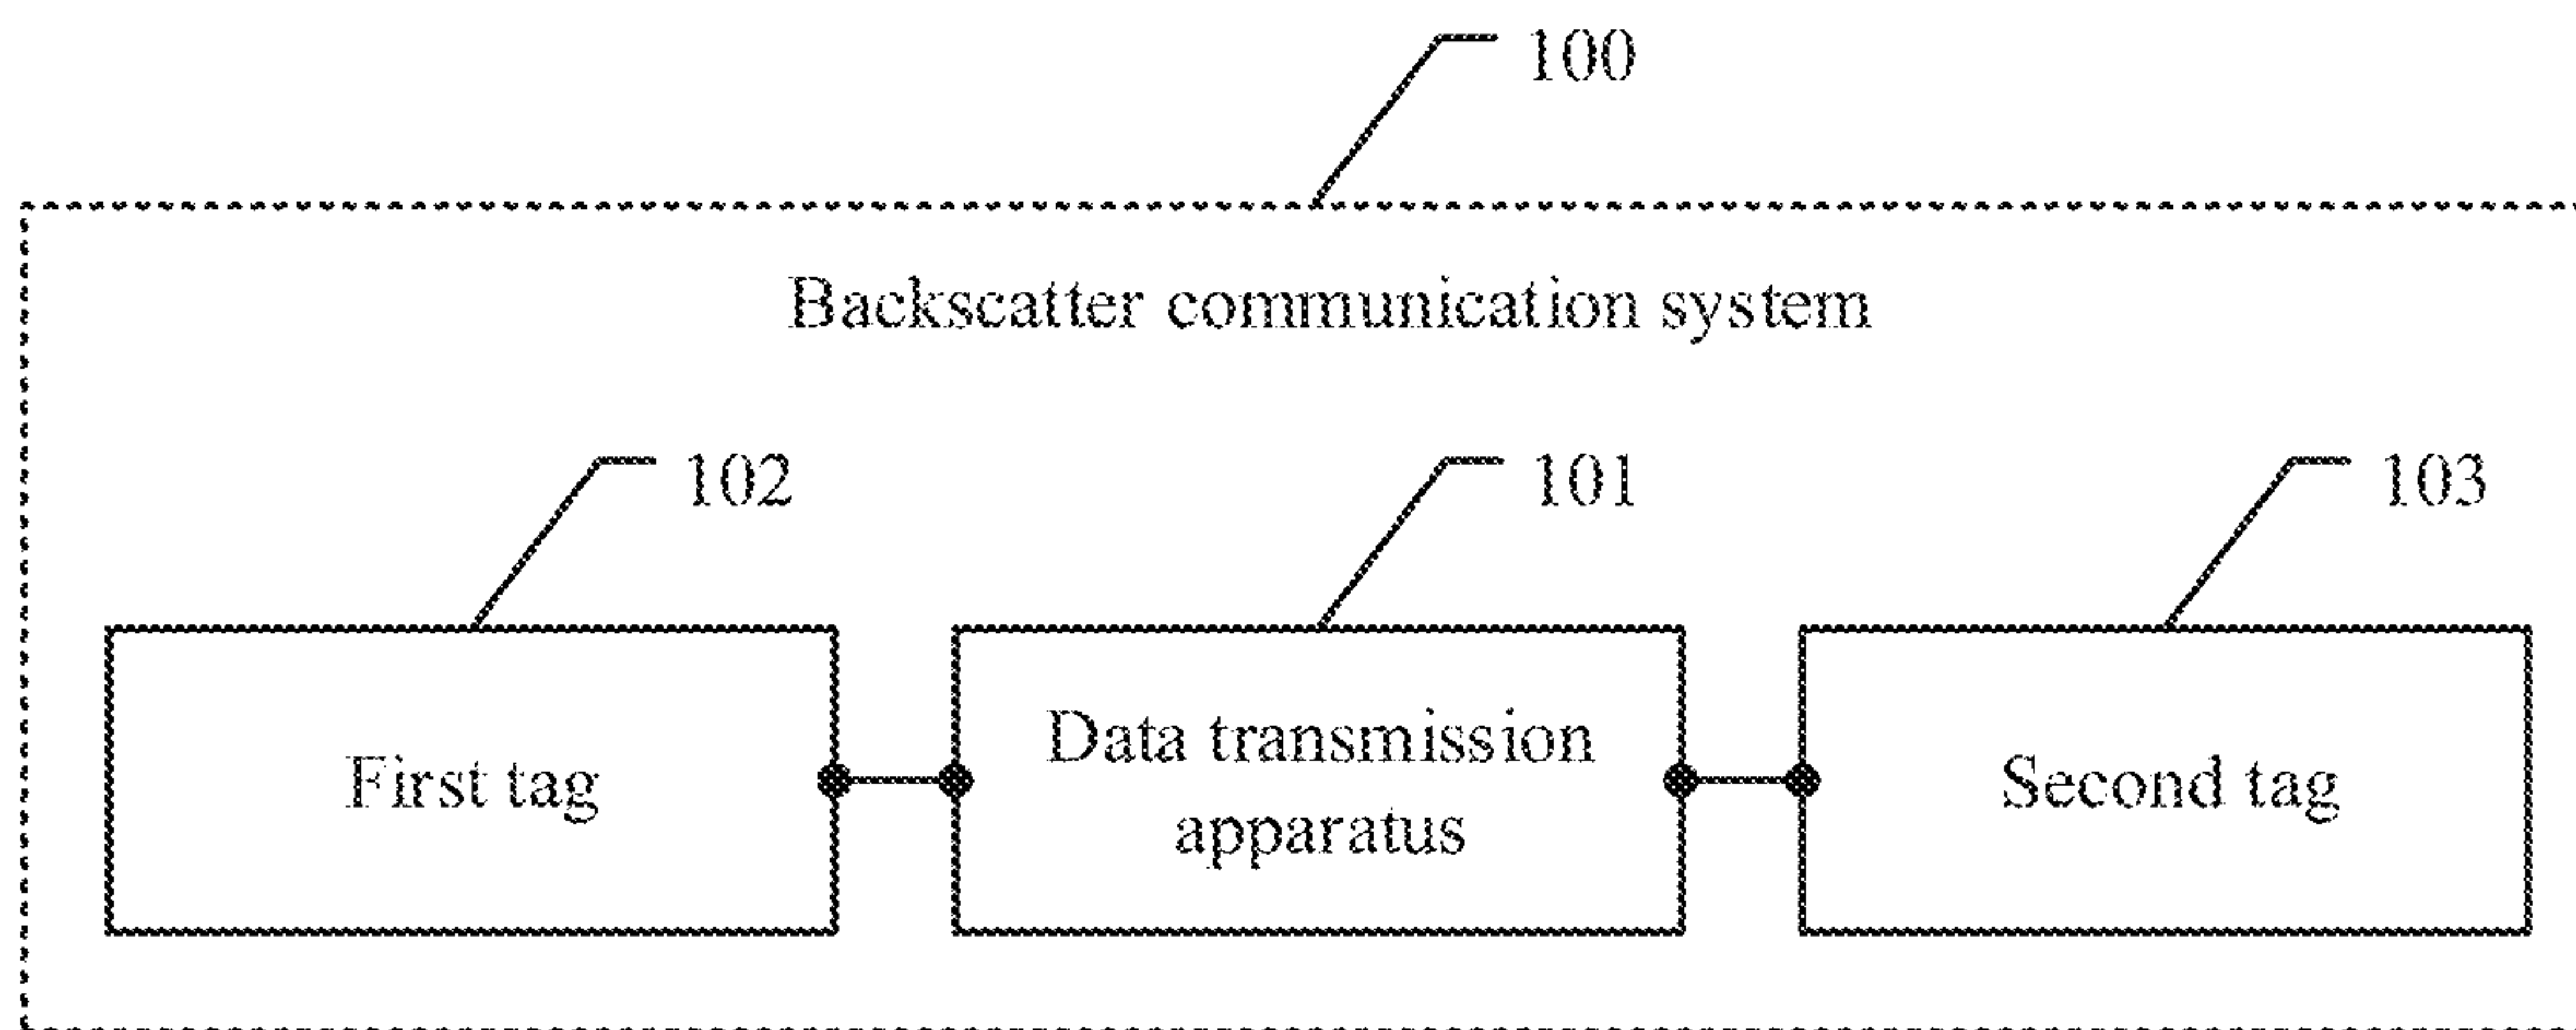 100
Backscatter communication system
102
101
103
First tag
Data transmission
apparatus
Second tag